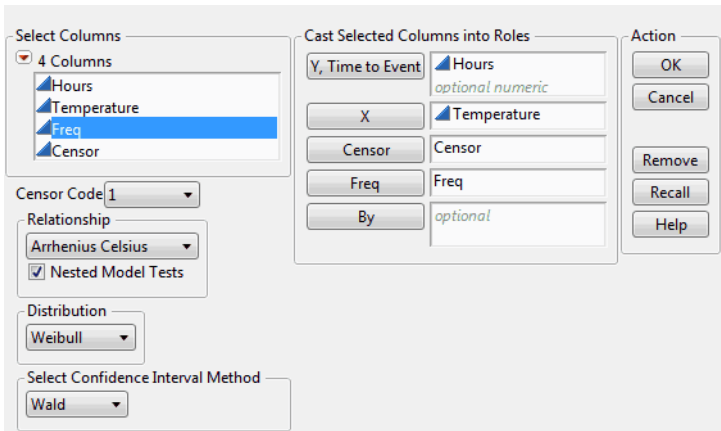 Select Columns
4 Columns
Hours
Temperature
Freq
Censor
Censor Code 1
Relationship
Arrhenius Celsius
Nested Model Tests
Distribution
Weibull
Select Confidence Interval Method
Wald
Cast Selected Columns into Roles
Y, Time to Event Hours
optional numeric
X Temperature
Censor Censor
Freq Freq
By optional
Action
OK
Cancel
Remove
Recall
Help